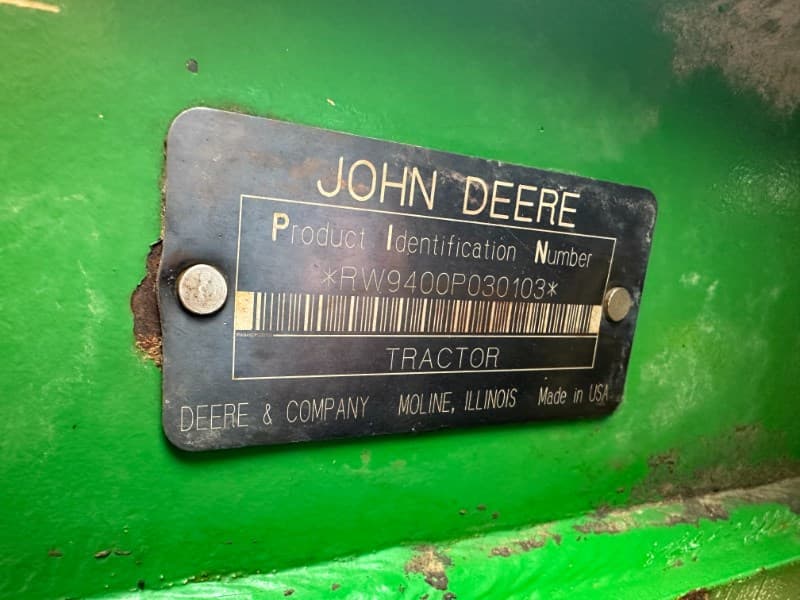 JOHN DEERE
Product Identification Number
*RW9400P030103*
TRACTOR
DEERE & COMPANY MOLINE, ILLINOIS Made in USA